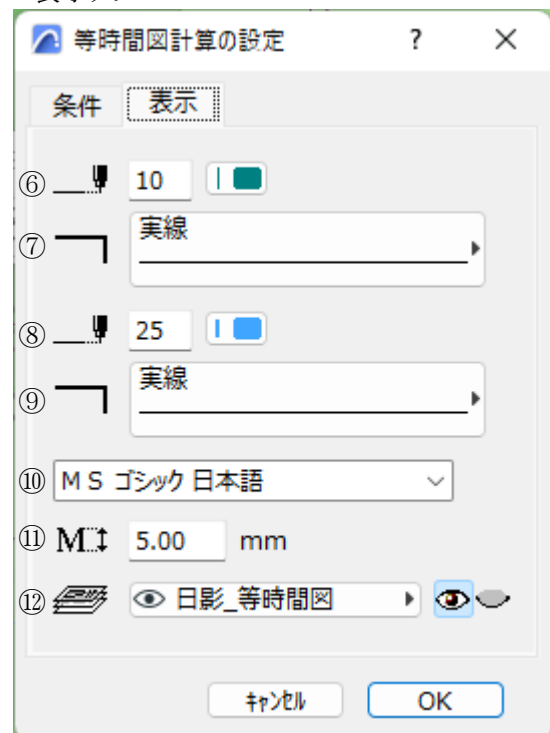 等時間図計算の設定 ? ×
条件 表示
⑥ 10
⑦ 実線
⑧ 25
⑨ 実線
⑩ ＭＳ ゴシック 日本語
⑪ M 5.00 mm
⑫ 日影_等時間図
キャンセル OK